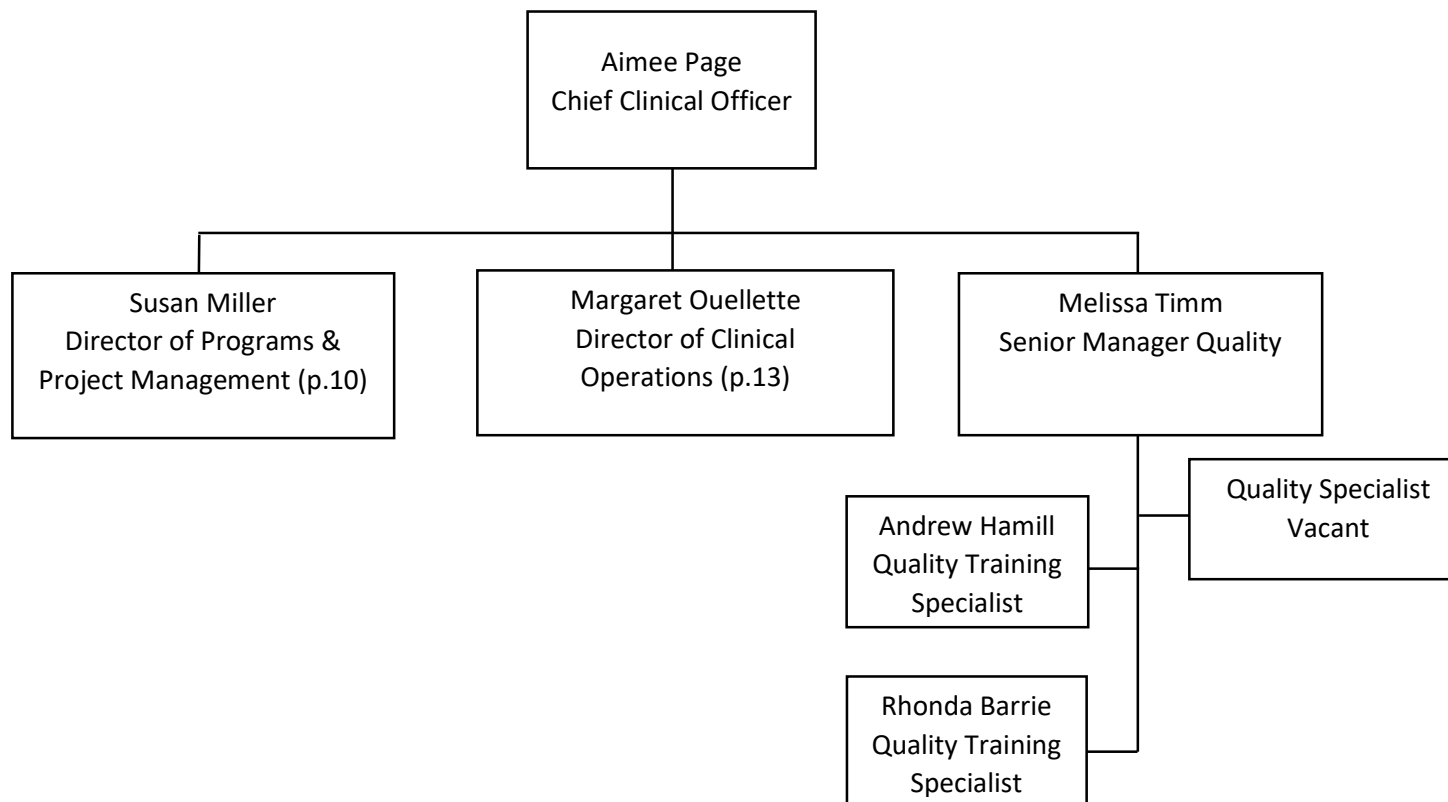 Aimee Page
Chief Clinical Officer
Susan Miller
Director of Programs &
Project Management (p.10)
Margaret Ouellette
Director of Clinical
Operations (p.13)
Melissa Timm
Senior Manager Quality
Quality Specialist
Vacant
Andrew Hamill
Quality Training
Specialist
Rhonda Barrie
Quality Training
Specialist